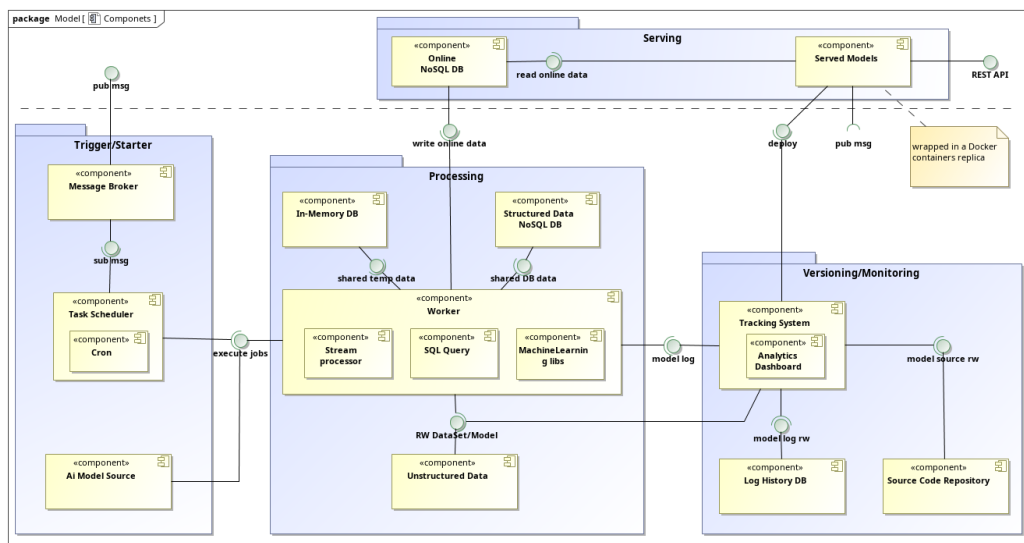 package Model [ Componets ]
Serving
«component»
Online
NoSQL DB
read online data
«component»
Served Models
REST API
pub msg
write online data
deploy
pub msg
wrapped in a Docker
containers replica
Trigger/Starter
«component»
Message Broker
sub msg
«component»
Task Scheduler
«component»
Cron
execute jobs
«component»
Ai Model Source
Processing
«component»
In-Memory DB
«component»
Structured Data
NoSQL DB
shared temp data
shared DB data
«component»
Worker
«component»
Stream
processor
«component»
SQL Query
«component»
MachineLearnin
g libs
RW DataSet/Model
«component»
Unstructured Data
model log
Versioning/Monitoring
«component»
Tracking System
«component»
Analytics
Dashboard
model source rw
model log rw
«component»
Log History DB
«component»
Source Code Repository